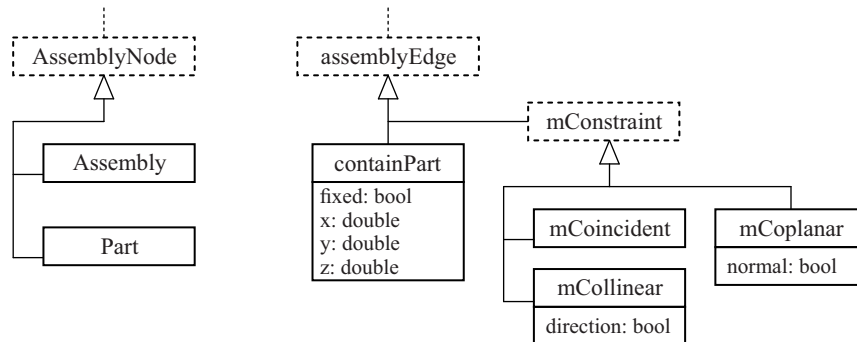 AssemblyNode
Assembly
Part
assemblyEdge
containPart
fixed: bool
x: double
y: double
z: double
mConstraint
mCoincident
mCollinear
direction: bool
mCoplanar
normal: bool